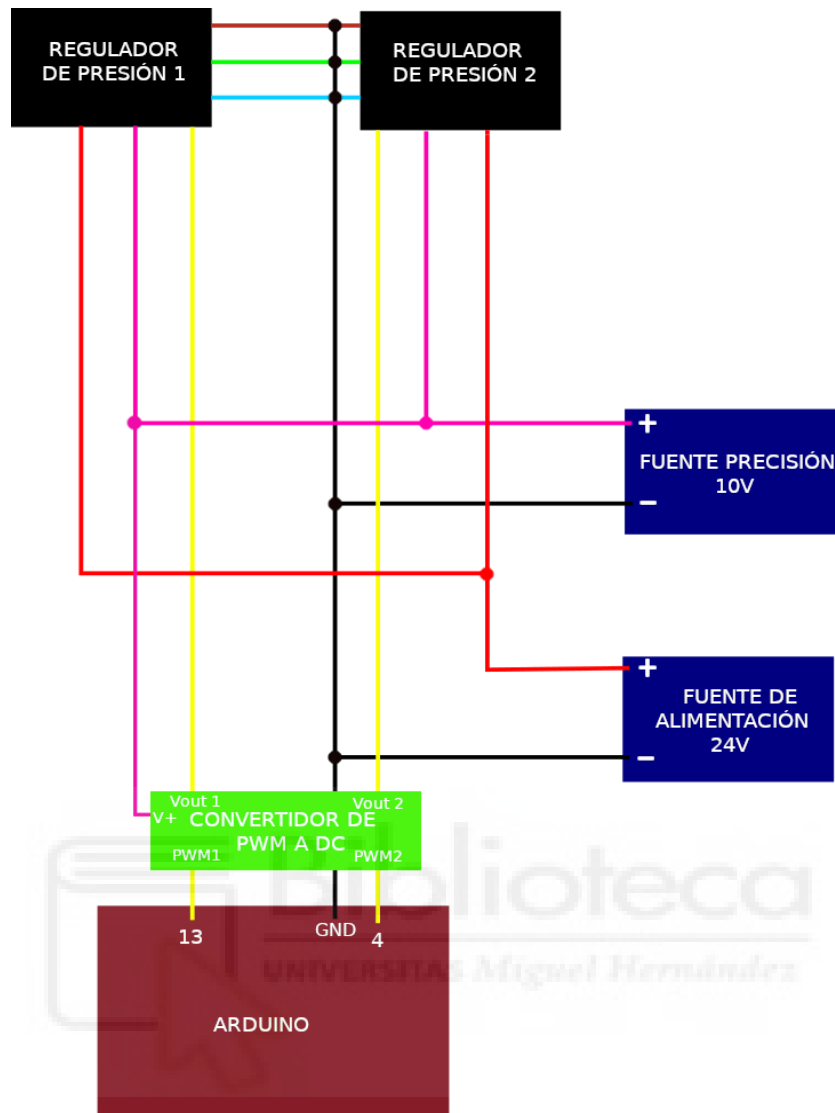 REGULADOR
DE PRESIÓN 1
REGULADOR
DE PRESIÓN 2
+
FUENTE PRECISIÓN
10V
−
+
FUENTE DE
ALIMENTACIÓN
24V
−
Vout 1
Vout 2
V+
CONVERTIDOR DE
PWM A DC
PWM1
PWM2
13
GND
4
ARDUINO
Biblioteca
UNIVERSITAS Miguel Hernández